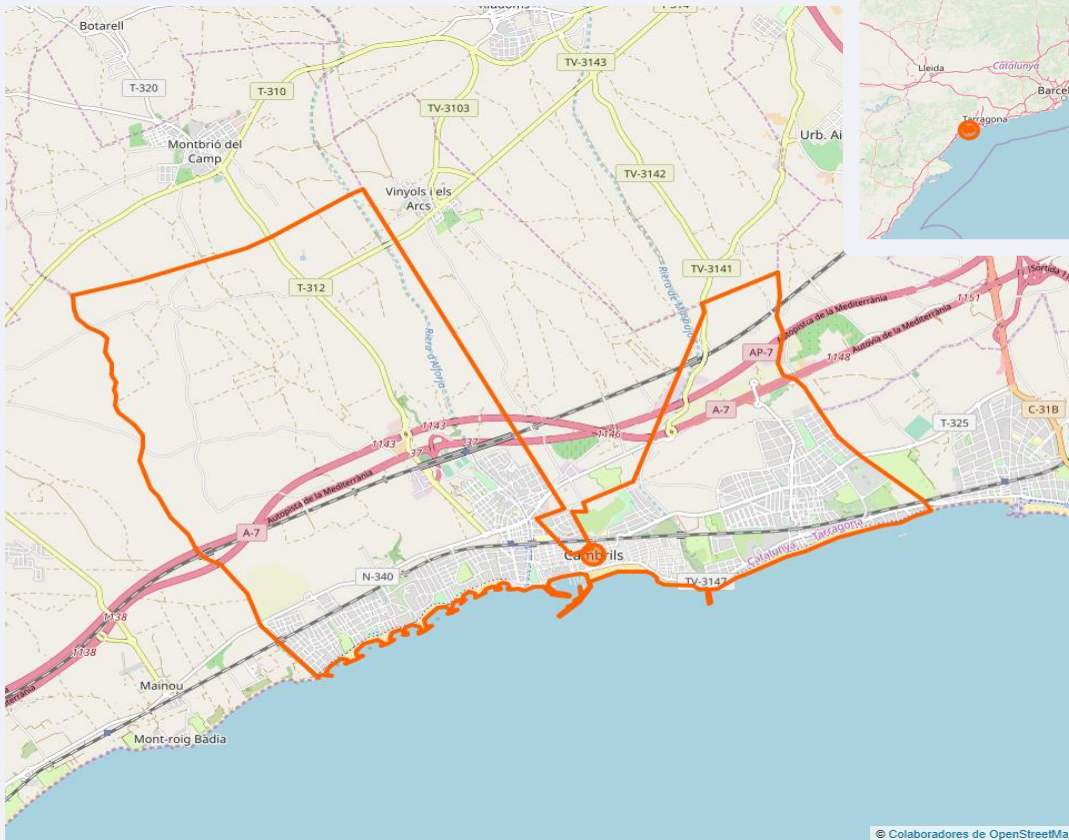 Botarell
T-314
TV-3143
T-320
T-310
TV-3103
Montbrió del
Camp
Urb. Ai
TV-3142
Vinyols i els
Arcs
Riera d'Alforja
Riera de Maspujols
TV-3141
T-312
AP-7
Autopista de la Mediterrània
Autovia de la Mediterrània
1151
1148
A-7
1143
1143
37
37
1146
T-325
C-31B
Autopista de la Mediterrània
A-7
Cambrils
Catalunya
Tarragona
N-340
TV-3147
1138
1138
Mainou
Mont-roig Badia
Lleida
Catalunya
Barcel
Tarragona
© Colaboradores de OpenStreetMa